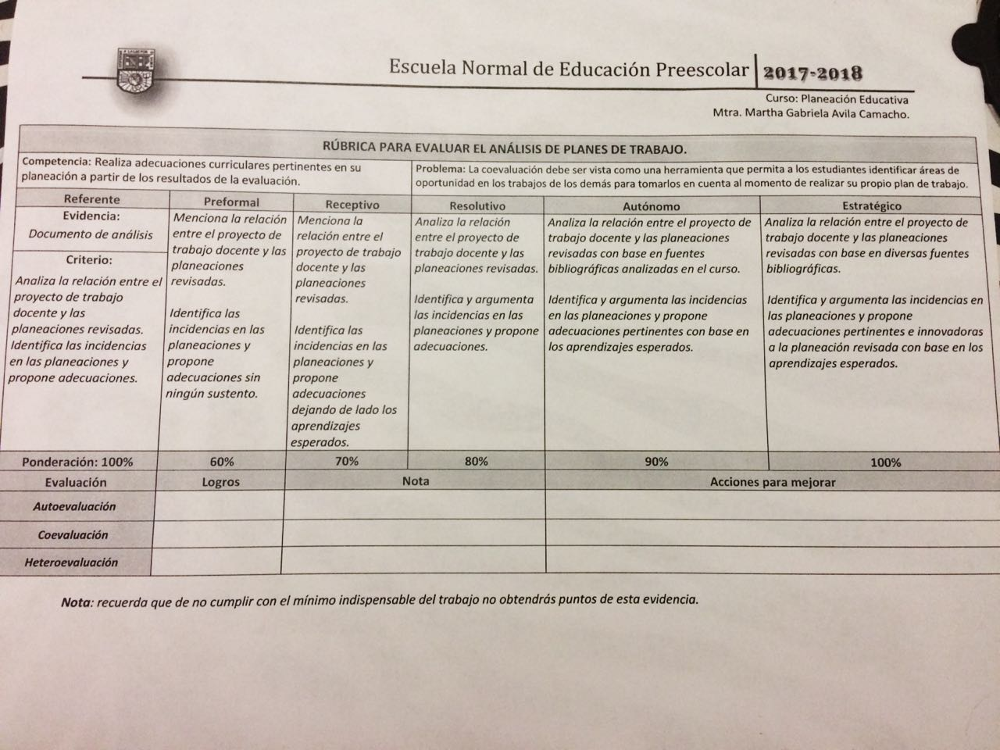 Escuela Normal de Educación Preescolar
2017-2018
Curso: Planeación Educativa
Mtra. Martha Gabriela Avila Camacho.
RÚBRICA PARA EVALUAR EL ANÁLISIS DE PLANES DE TRABAJO.
Competencia: Realiza adecuaciones curriculares pertinentes en su
planeación a partir de los resultados de la evaluación.
Problema: La coevaluación debe ser vista como una herramienta que permita a los estudiantes identificar áreas de
oportunidad en los trabajos de los demás para tomarlos en cuenta al momento de realizar su propio plan de trabajo.
Referente
Preformal
Receptivo
Resolutivo
Autónomo
Estratégico
Evidencia:
Documento de análisis
Criterio:
Analiza la relación entre el
proyecto de trabajo
docente y las
planeaciones revisadas.
Identifica las incidencias
en las planeaciones y
propone adecuaciones.
Menciona la relación
entre el proyecto de
trabajo docente y las
planeaciones
revisadas.
Identifica las
incidencias en las
planeaciones y
propone
adecuaciones sin
ningún sustento.
Menciona la
relación entre el
proyecto de trabajo
docente y las
planeaciones
revisadas.
Identifica las
incidencias en las
planeaciones y
propone
adecuaciones
dejando de lado los
aprendizajes
esperados.
Analiza la relación
entre el proyecto de
trabajo docente y las
planeaciones revisadas.
Identifica y argumenta
las incidencias en las
planeaciones y propone
adecuaciones.
Analiza la relación entre el proyecto de
trabajo docente y las planeaciones
revisadas con base en fuentes
bibliográficas analizadas en el curso.
Identifica y argumenta las incidencias
en las planeaciones y propone
adecuaciones pertinentes con base en
los aprendizajes esperados.
Analiza la relación entre el proyecto de
trabajo docente y las planeaciones
revisadas con base en diversas fuentes
bibliográficas.
Identifica y argumenta las incidencias en
las planeaciones y propone
adecuaciones pertinentes e innovadoras
a la planeación revisada con base en los
aprendizajes esperados.
Ponderación: 100%
60%
70%
80%
90%
100%
Evaluación
Logros
Nota
Acciones para mejorar
Autoevaluación
Coevaluación
Heteroevaluación
Nota: recuerda que de no cumplir con el mínimo indispensable del trabajo no obtendrás puntos de esta evidencia.